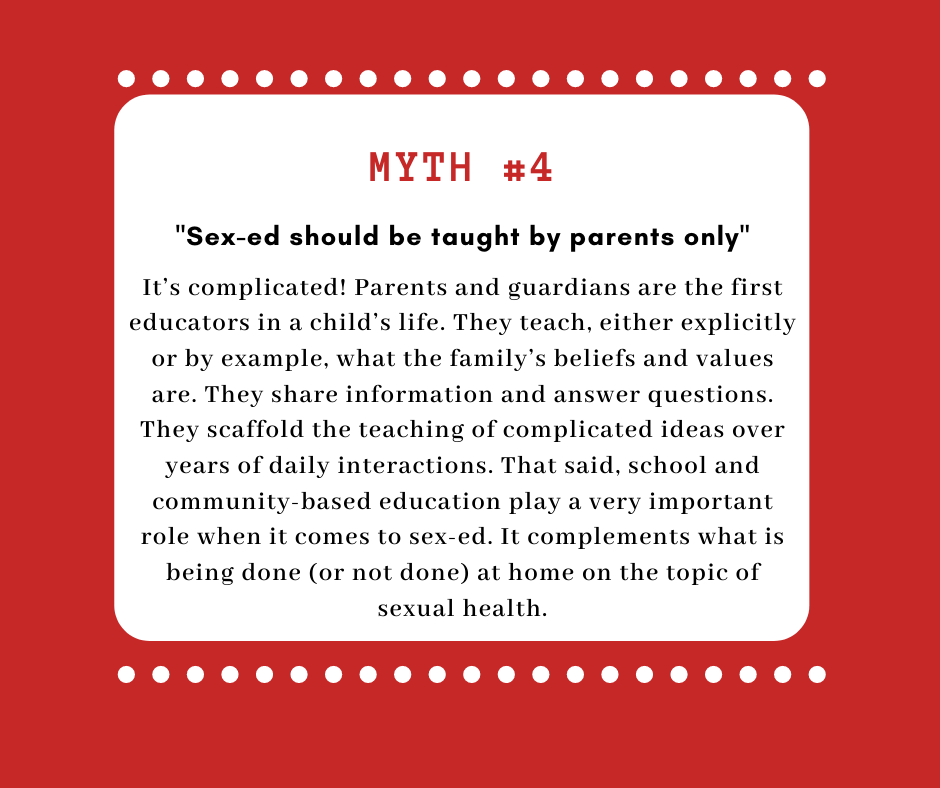 MYTH #4
"Sex-ed should be taught by parents only"
It’s complicated! Parents and guardians are the first
educators in a child’s life. They teach, either explicitly
or by example, what the family’s beliefs and values
are. They share information and answer questions.
They scaffold the teaching of complicated ideas over
years of daily interactions. That said, school and
community-based education play a very important
role when it comes to sex-ed. It complements what is
being done (or not done) at home on the topic of
sexual health.